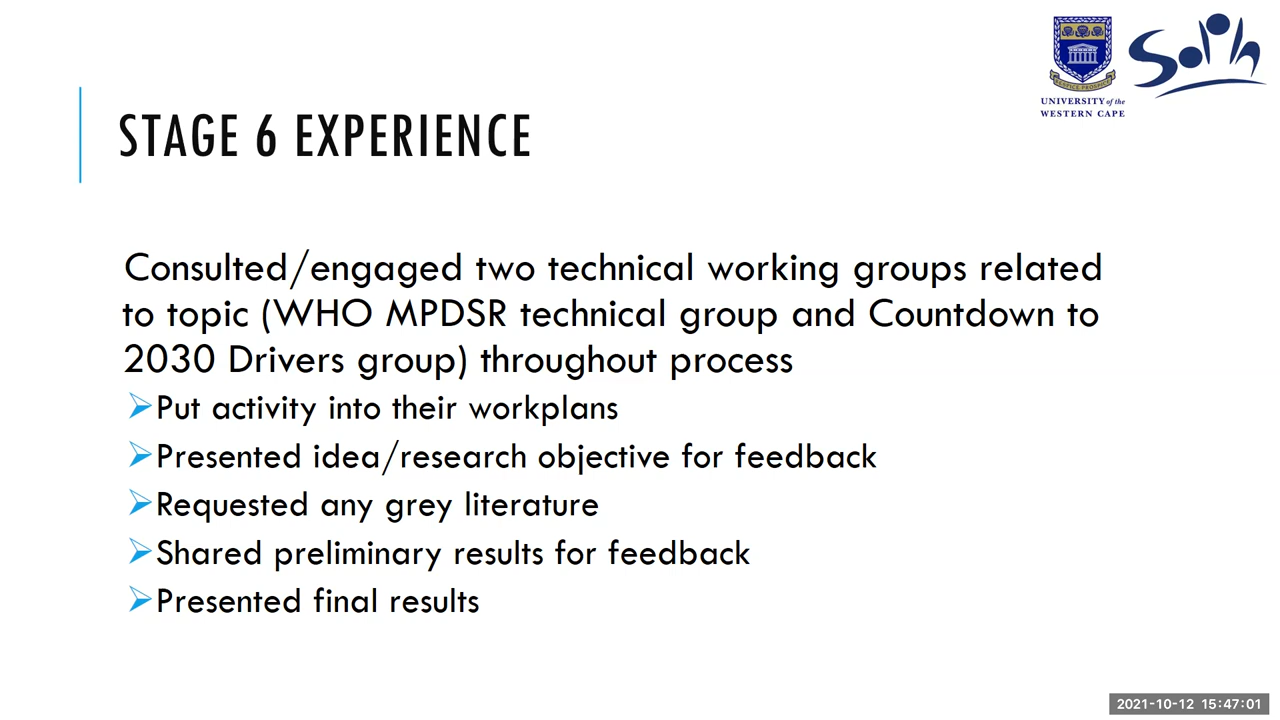 UNIVERSITY of the
WESTERN CAPE
SoPh
STAGE 6 EXPERIENCE
Consulted/engaged two technical working groups related
to topic (WHO MPDSR technical group and Countdown to
2030 Drivers group) throughout process
➢Put activity into their workplans
➢Presented idea/research objective for feedback
➢Requested any grey literature
➢Shared preliminary results for feedback
➢Presented final results
2021-10-12 15:47:01